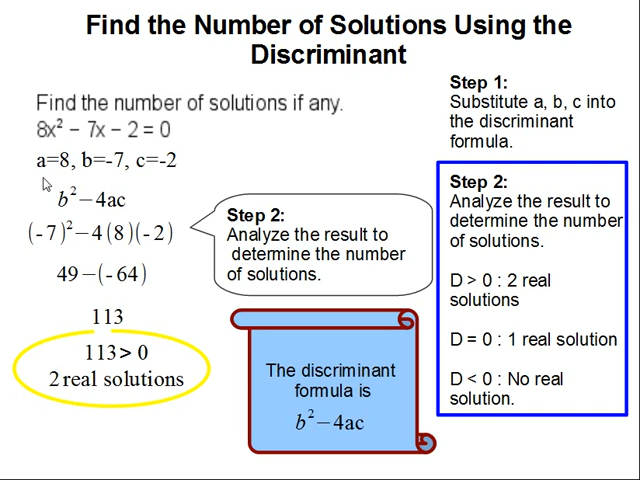 Find the Number of Solutions Using the
Discriminant
Find the number of solutions if any.
8x² − 7x − 2 = 0
a=8, b=-7, c=-2
b²−4ac
(-7)²−4(8)(-2)
49−(-64)
113
113>0
2 real solutions
Step 2:
Analyze the result to
determine the number
of solutions.
The discriminant
formula is
b²−4ac
Step 1:
Substitute a, b, c into
the discriminant
formula.
Step 2:
Analyze the result to
determine the number
of solutions.
D > 0 : 2 real
solutions
D = 0 : 1 real solution
D < 0 : No real
solution.